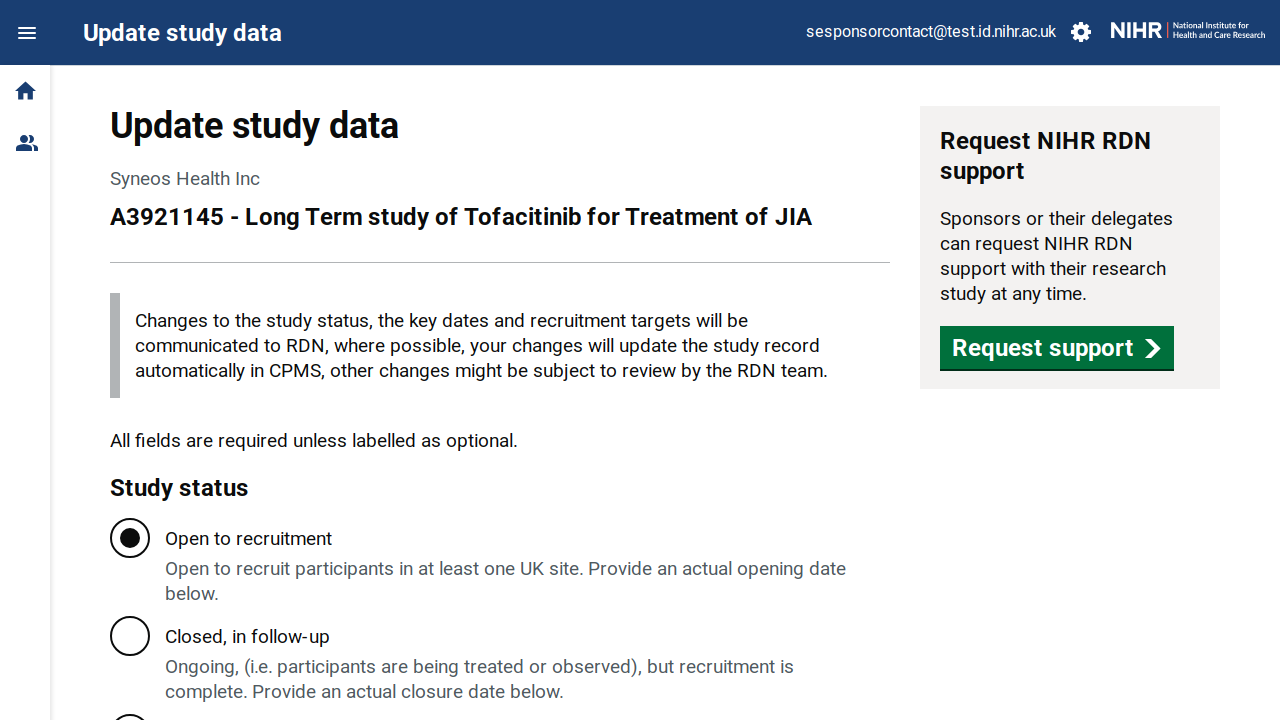 Update study data
sesponsorcontact@test.id.nihr.ac.uk
NIHR
National Institute for
Health and Care Research
Update study data
Syneos Health Inc
A3921145 - Long Term study of Tofacitinib for Treatment of JIA
Changes to the study status, the key dates and recruitment targets will be
communicated to RDN, where possible, your changes will update the study record
automatically in CPMS, other changes might be subject to review by the RDN team.
All fields are required unless labelled as optional.
Study status
Open to recruitment
Open to recruit participants in at least one UK site. Provide an actual opening date
below.
Closed, in follow-up
Ongoing, (i.e. participants are being treated or observed), but recruitment is
complete. Provide an actual closure date below.
Request NIHR RDN
support
Sponsors or their delegates
can request NIHR RDN
support with their research
study at any time.
Request support